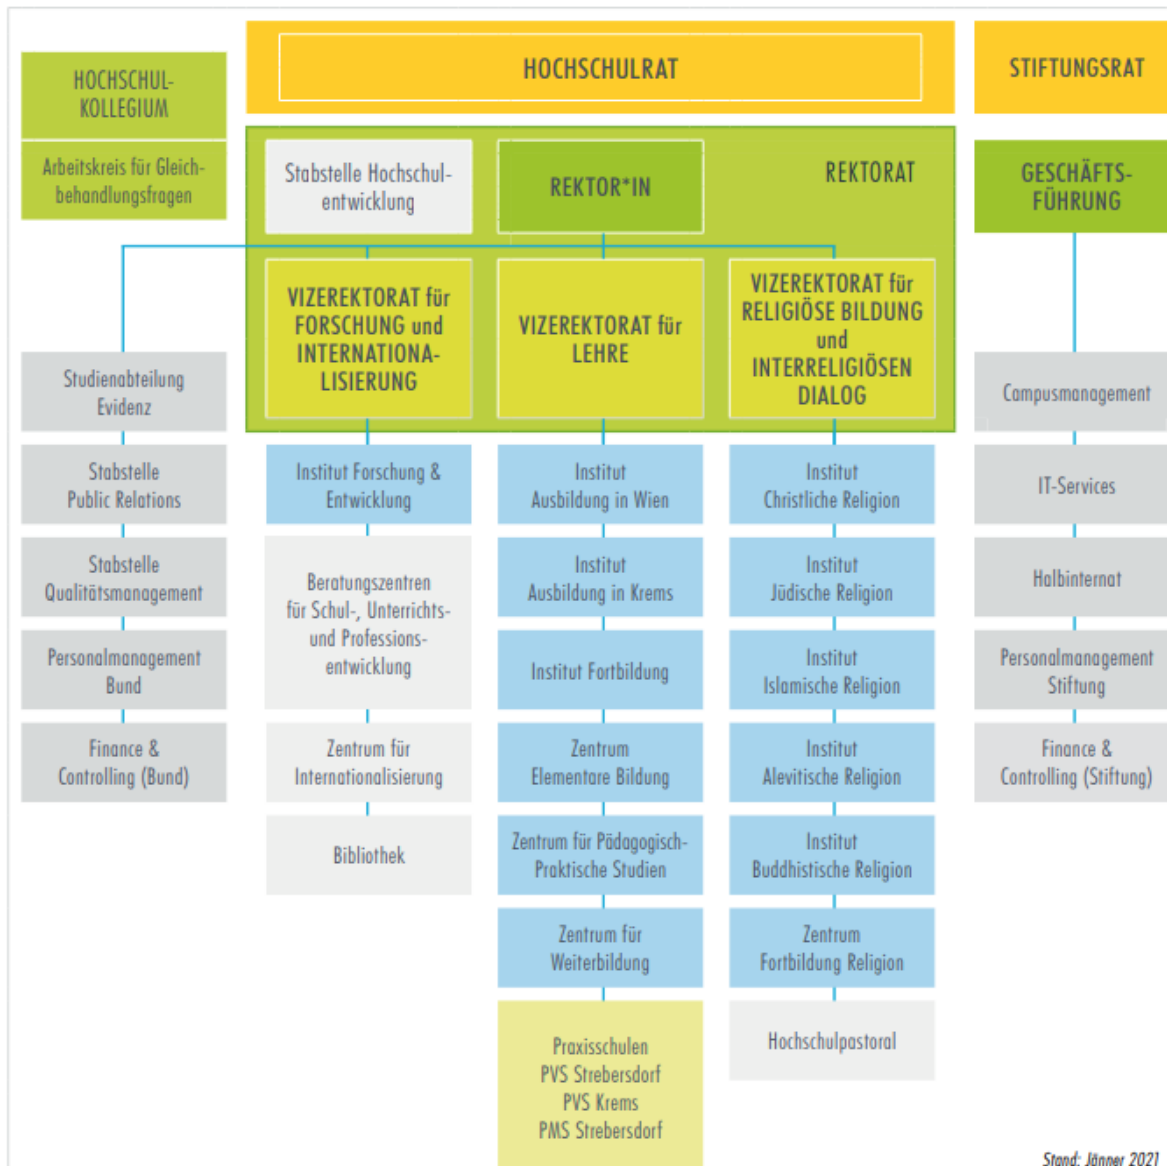 HOCHSCHUL-
KOLLEGIUM
Arbeitskreis für Gleich-
behandlungsfragen
HOCHSCHULRAT
STIFTUNGSRAT
Stabstelle Hochschul-
entwicklung
REKTOR*IN
REKTORAT
GESCHÄFTS-
FÜHRUNG
VIZEREKTORAT für
FORSCHUNG und
INTERNATIONA-
LISIERUNG
VIZEREKTORAT für
LEHRE
VIZEREKTORAT für
RELIGIÖSE BILDUNG
und
INTERRELIGIÖSEN
DIALOG
Studienabteilung
Evidenz
Stabstelle
Public Relations
Stabstelle
Qualitätsmanagement
Personalmanagement
Bund
Finance &
Controlling (Bund)
Institut Forschung &
Entwicklung
Beratungszentren
für Schul-, Unterrichts-
und Professions-
entwicklung
Zentrum für
Internationalisierung
Bibliothek
Institut
Ausbildung in Wien
Institut
Ausbildung in Krems
Institut Fortbildung
Zentrum
Elementare Bildung
Zentrum für Pädagogisch-
Praktische Studien
Zentrum für
Weiterbildung
Praxisschulen
PVS Strebersdorf
PVS Krems
PMS Strebersdorf
Institut
Christliche Religion
Institut
Jüdische Religion
Institut
Islamische Religion
Institut
Alevitische Religion
Institut
Buddhistische Religion
Zentrum
Fortbildung Religion
Hochschulpastoral
Campusmanagement
IT-Services
Halbinternat
Personalmanagement
Stiftung
Finance &
Controlling (Stiftung)
Stand: Jänner 2021